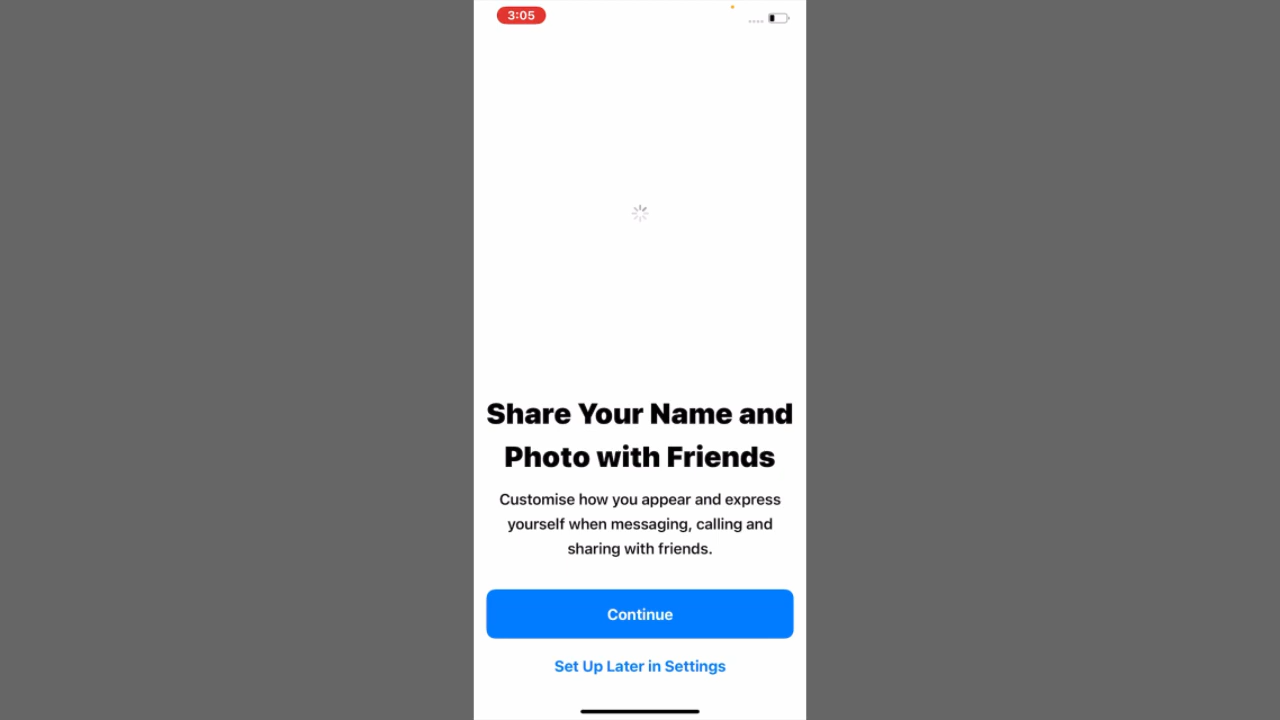 3:05
Share Your Name and
Photo with Friends
Customise how you appear and express
yourself when messaging, calling and
sharing with friends.
Continue
Set Up Later in Settings